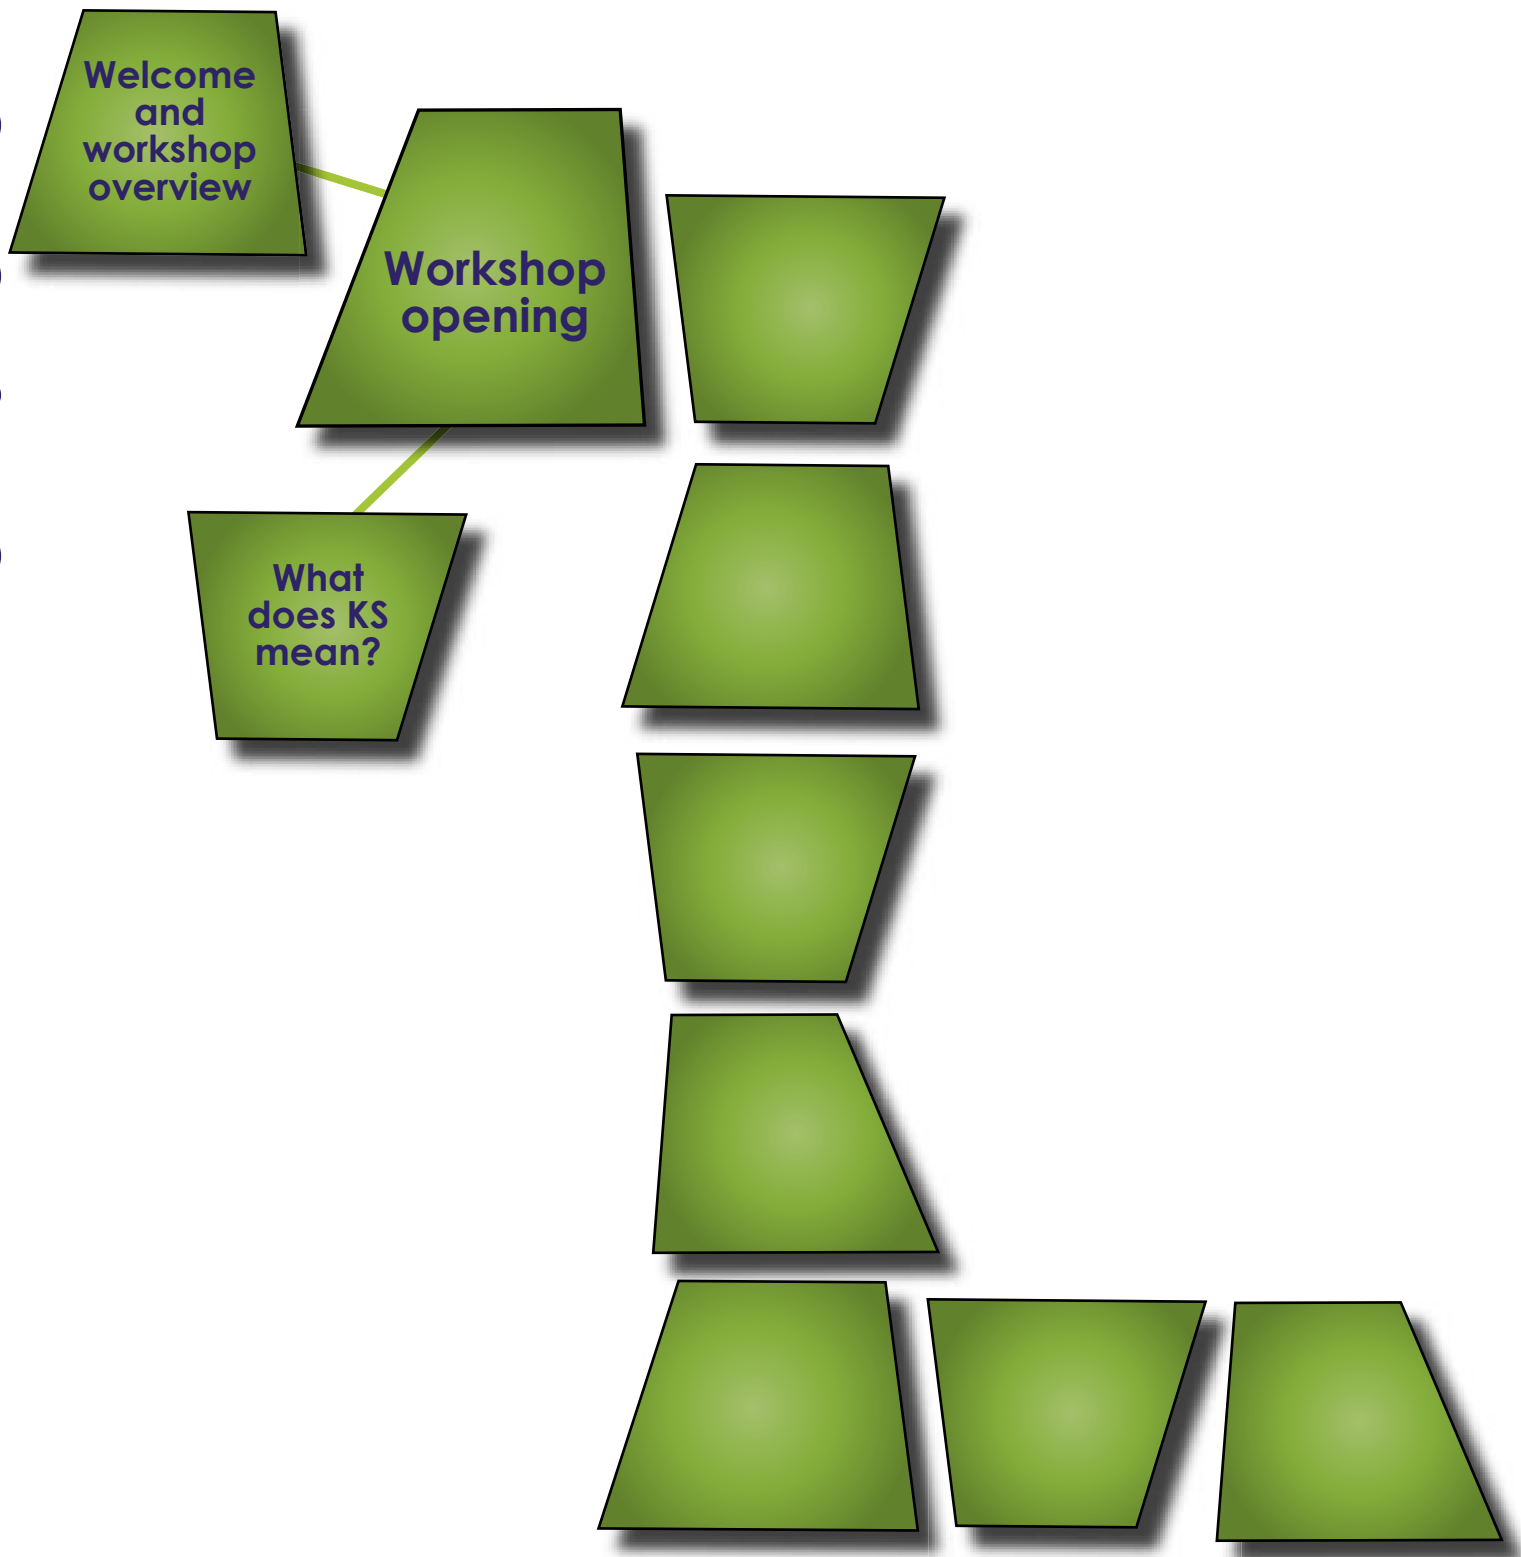 Welcome
and
workshop
overview
Workshop
opening
What
does KS
mean?